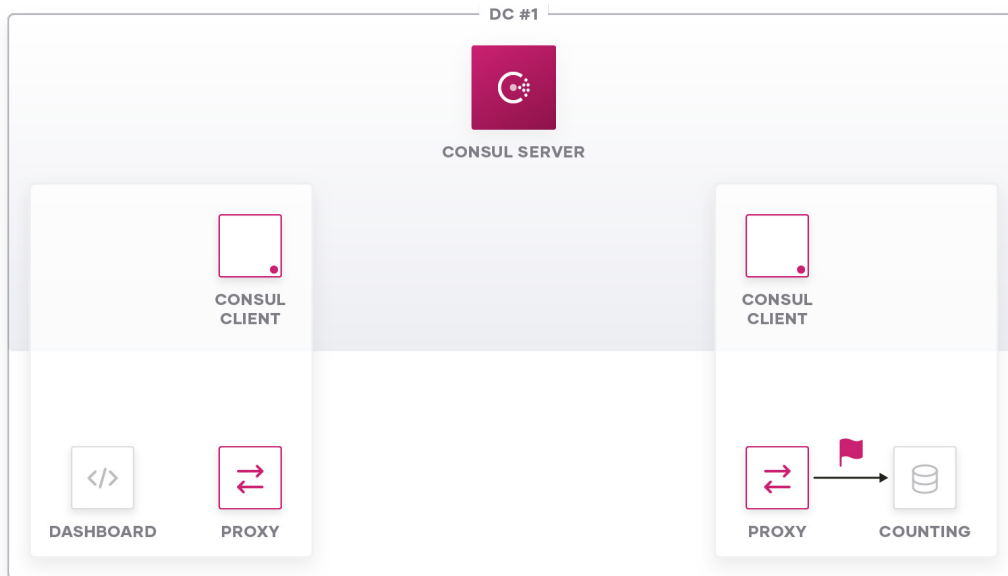 DC #1
CONSUL SERVER
CONSUL
CLIENT
CONSUL
CLIENT
DASHBOARD
PROXY
PROXY
COUNTING